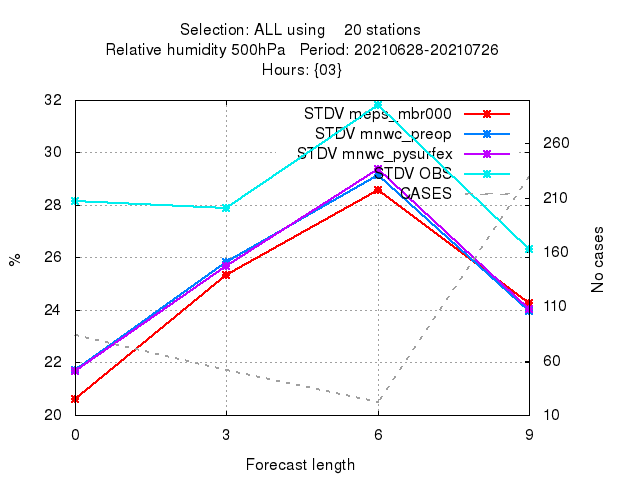 Selection: ALL using    20 stations
Relative humidity 500hPa   Period: 20210628-20210726
Hours: {03}
STDV meps_mbr000
STDV mnwc_preop
STDV mnwc_pysurfex
STDV OBS
CASES
32
30
28
26
24
22
20
260
210
160
110
60
10
%
No cases
0 3 6 9
Forecast length